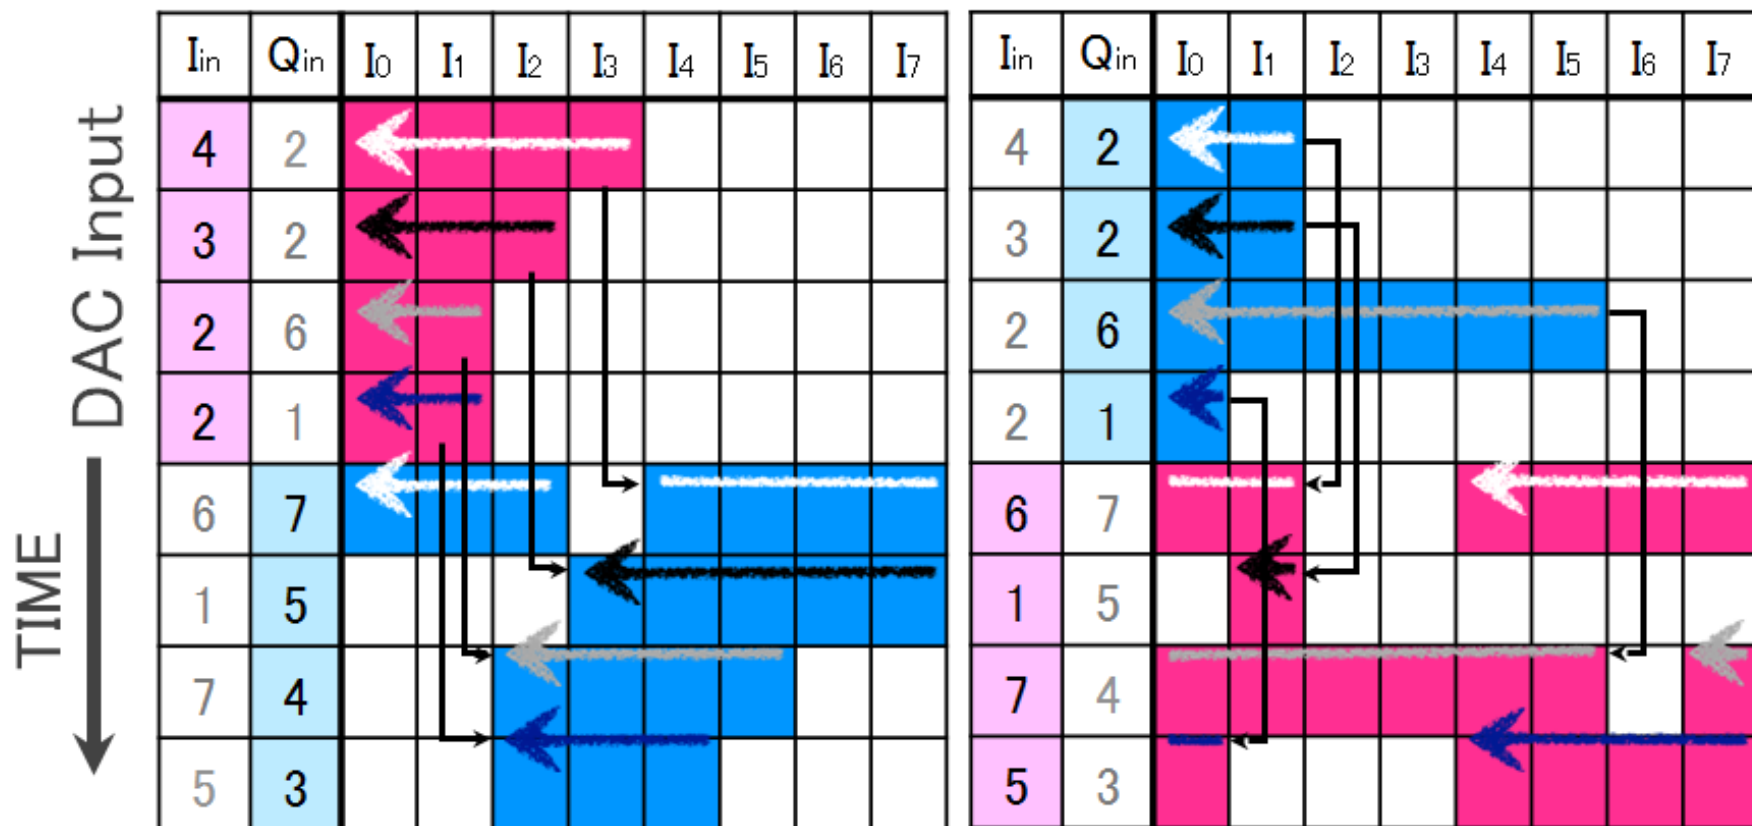 Iin Qin I0 I1 I2 I3 I4 I5 I6 I7 Iin Qin I0 I1 I2 I3 I4 I5 I6 I7
4 2 4 2
3 2 3 2
2 6 2 6
2 1 2 1
6 7 6 7
1 5 1 5
7 4 7 4
5 3 5 3
DAC Input
TIME